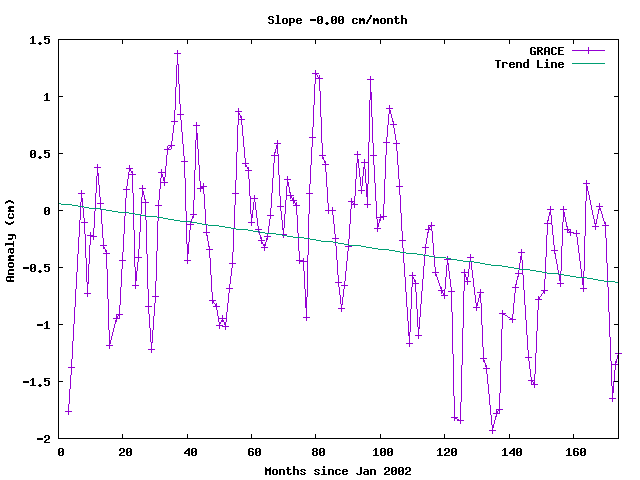 Slope -0.00 cm/month
1.5
GRACE
Trend Line
1
0.5
0
-0.5
-1
-1.5
-2
Anomaly (cm)
0 20 40 60 80 100 120 140 160
Months since Jan 2002